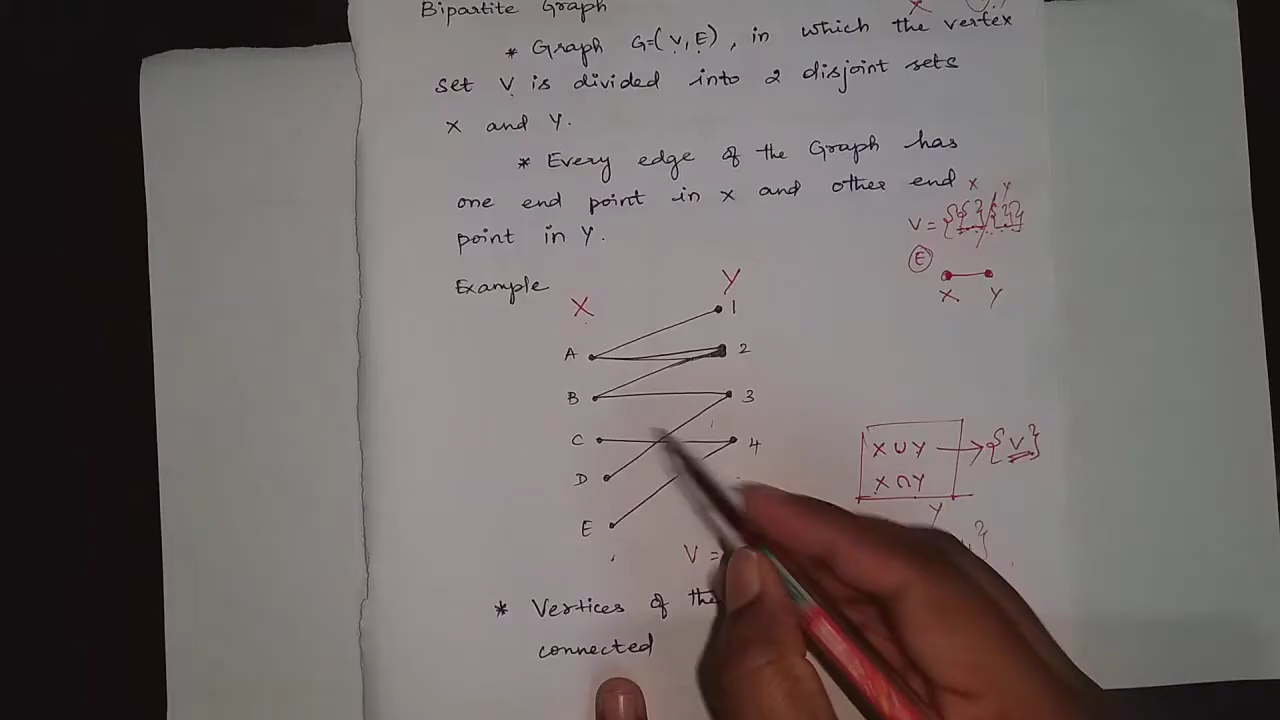 Bipartite Graph
* Graph G=(V,E), in which the vertex
set V is divided into 2 disjoint sets
X and Y.
* Every edge of the Graph has
one end point in X and other end
point in Y.
X Y
V = {{ }, { }}
E
X Y
Example
X Y
1
A 2
B 3
C 4
D
E
X ∪ Y → {V}
X ∩ Y
Y
V =
* Vertices of the
connected